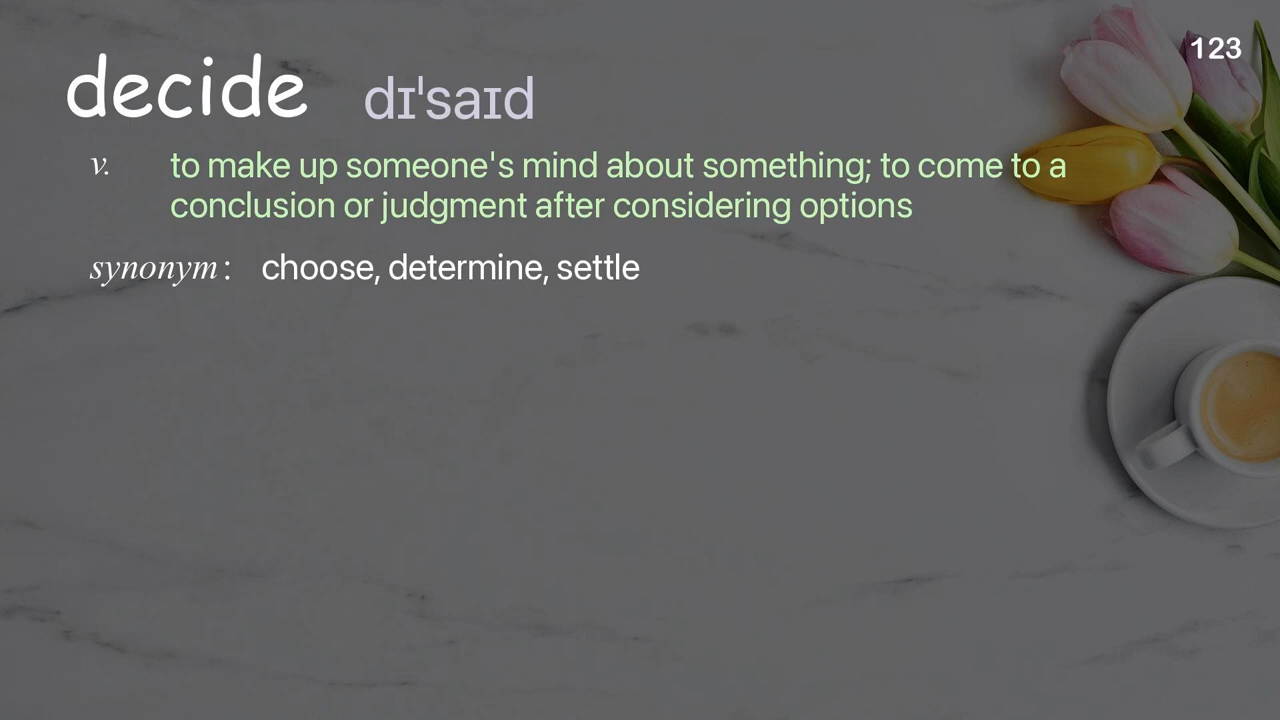 123
decide dɪˈsaɪd
v. to make up someone's mind about something; to come to a
conclusion or judgment after considering options
synonym: choose, determine, settle